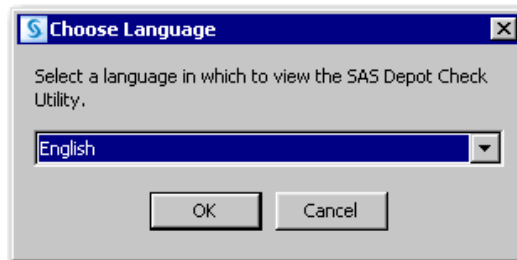 Choose Language
Select a language in which to view the SAS Depot Check
Utility.
English
OK
Cancel